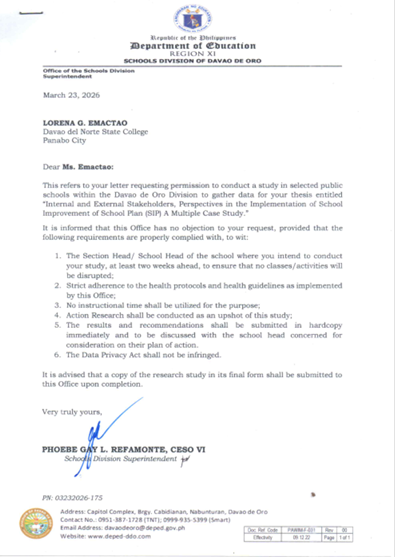 Republic of the Philippines
Department of Education
REGION XI
SCHOOLS DIVISION OF DAVAO DE ORO
Office of the Schools Division
Superintendent
March 23, 2026
LORENA G. EMACTAO
Davao del Norte State College
Panabo City
Dear Ms. Emactao:
This refers to your letter requesting permission to conduct a study in selected public
schools within the Davao de Oro Division to gather data for your thesis entitled
"Internal and External Stakeholders, Perspectives in the Implementation of School
Improvement of School Plan (SIP) A Multiple Case Study."
It is informed that this Office has no objection to your request, provided that the
following requirements are properly complied with, to wit:
1. The Section Head/ School Head of the school where you intend to conduct
your study, at least two weeks ahead, to ensure that no classes/activities will
be disrupted;
2. Strict adherence to the health protocols and health guidelines as implemented
by this Office;
3. No instructional time shall be utilized for the purpose;
4. Action Research shall be conducted as an upshot of this study;
5. The results and recommendations shall be submitted in hardcopy
immediately and to be discussed with the school head concerned for
consideration on their plan of action.
6. The Data Privacy Act shall not be infringed.
It is advised that a copy of the research study in its final form shall be submitted to
this Office upon completion.
Very truly yours,
PHOEBE GAY L. REFAMONTE, CESO VI
Schools Division Superintendent
PN: 03232026-175
Address: Capitol Complex, Brgy. Cabidianan, Nabunturan, Davao de Oro
Contact No.: 0951-387-1728 (TNT); 0999-935-5399 (Smart)
Email Address: davaodeoro@deped.gov.ph
Website: www.deped-ddo.com
Doc. Ref. Code Rev 00
Effectivity 09.12.22 Page 1 of 1